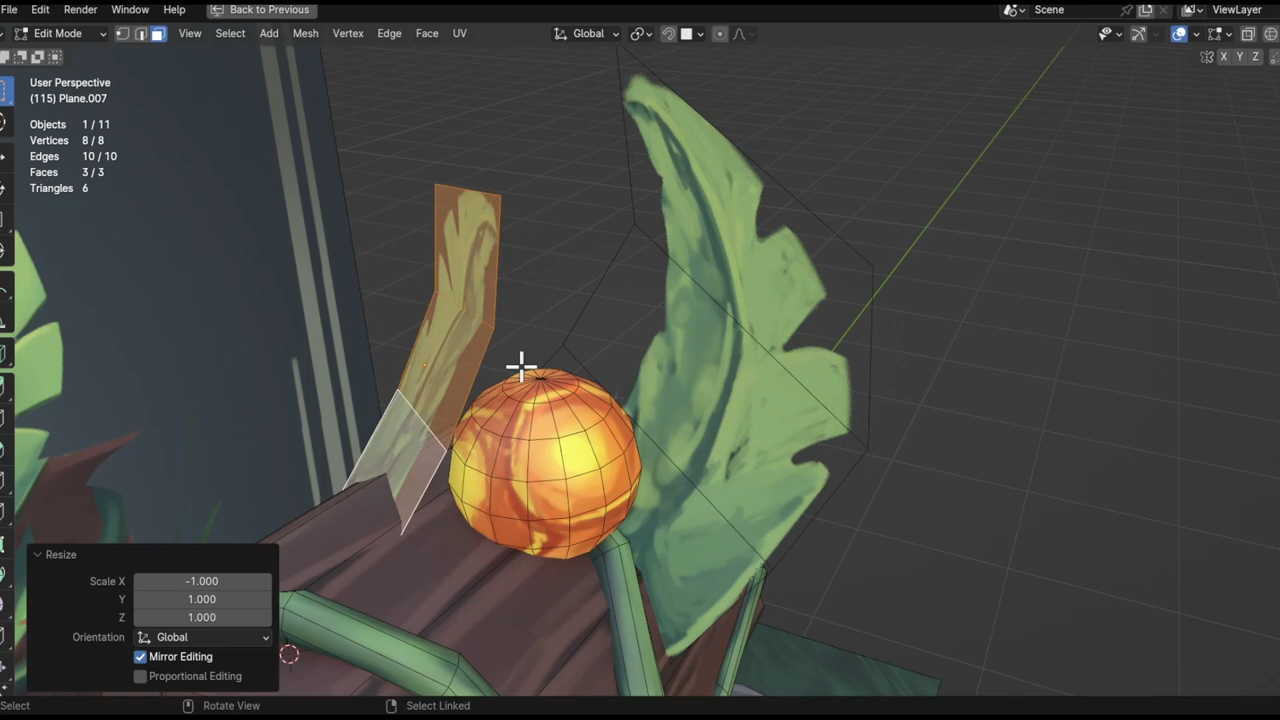 File Edit Render Window Help Back to Previous Scene ViewLayer
Edit Mode View Select Add Mesh Vertex Edge Face UV Global
X Y Z
User Perspective
(115) Plane.007
Objects 1 / 11
Vertices 8 / 8
Edges 10 / 10
Faces 3 / 3
Triangles 6
Resize
Scale X -1.000
Y 1.000
Z 1.000
Orientation Global
Mirror Editing
Proportional Editing
Select Rotate View Select Linked